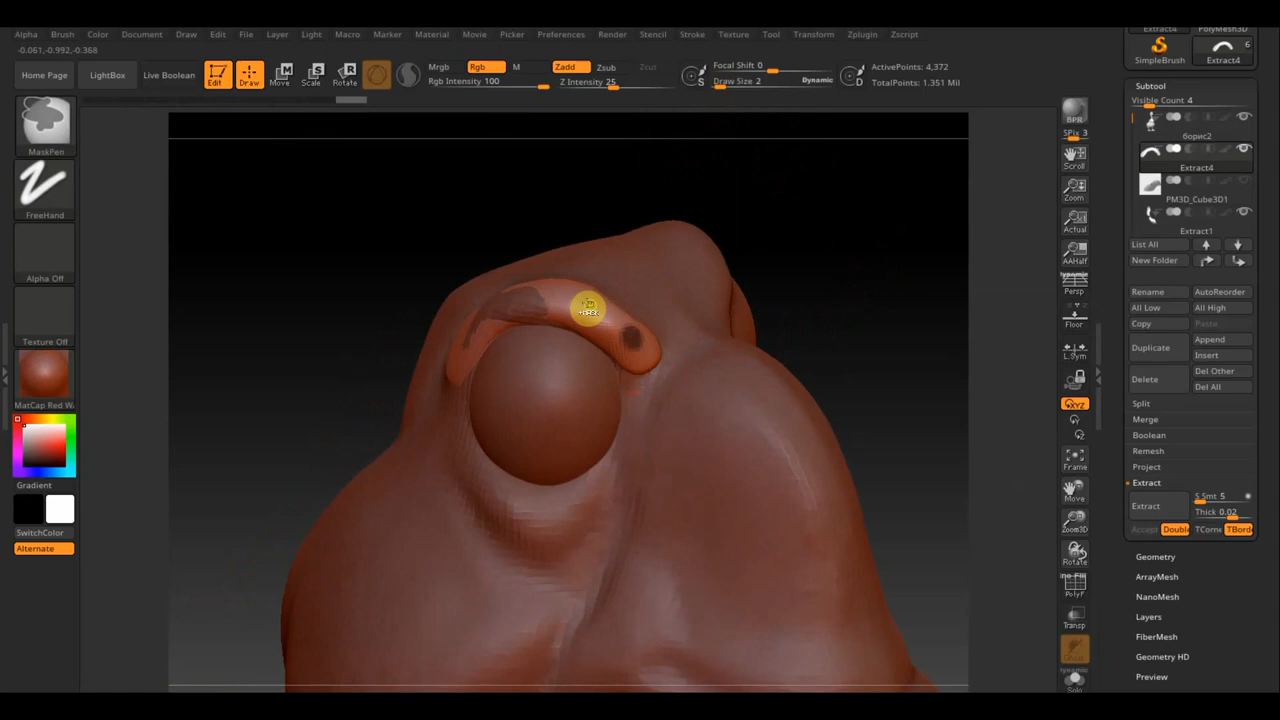 Extract4
PolyMesh3D
Alpha Brush Color Document Draw Edit File Layer Light Macro Marker Material Movie Picker Preferences Render Stencil Stroke Texture Tool Transform Zplugin Zscript
-0.061,-0.992,-0.368
SimpleBrush
6
Extract4
Home Page
LightBox
Live Boolean
Edit
Draw
Move
Scale
Rotate
Mrgb
Rgb
M
Rgb Intensity 100
Zadd
Zsub
Zcut
Z Intensity 25
S
Focal Shift 0
Draw Size 2
Dynamic
D
ActivePoints: 4,372
TotalPoints: 1.351 Mil
MaskPen
FreeHand
Alpha Off
Texture Off
MatCap Red W
Gradient
SwitchColor
Alternate
BPR
SPix 3
Scroll
Zoom
Actual
AAHalf
Dynamic
Persp
Floor
L.Sym
XYZ
Y
Z
Frame
Move
Zoom3D
Rotate
PolyF
Transp
Dynamic
Solo
Subtool
Visible Count 4
борис2
Extract4
PM3D_Cube3D1
Extract1
List All
New Folder
Rename
AutoReorder
All Low
All High
Copy
Paste
Duplicate
Append
Insert
Delete
Del Other
Del All
Split
Merge
Boolean
Remesh
Project
Extract
Extract
S Smt 5
Thick 0.02
Accept
Double
TCorne
TBorde
Geometry
ArrayMesh
NanoMesh
Layers
FiberMesh
Geometry HD
Preview